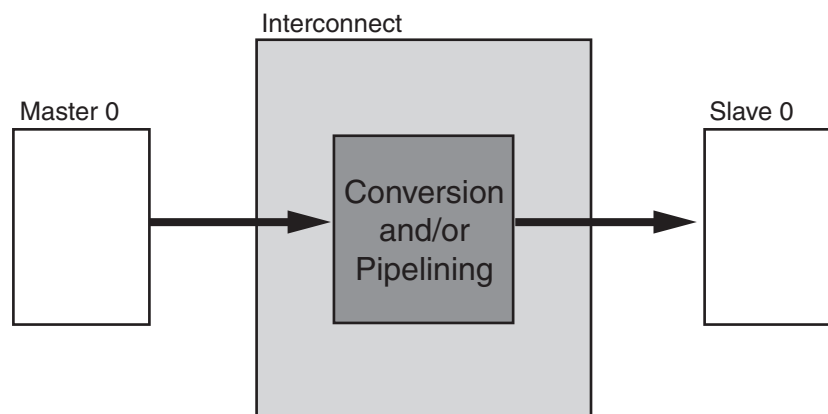 Interconnect
Master 0
Slave 0
Conversion
and/or
Pipelining